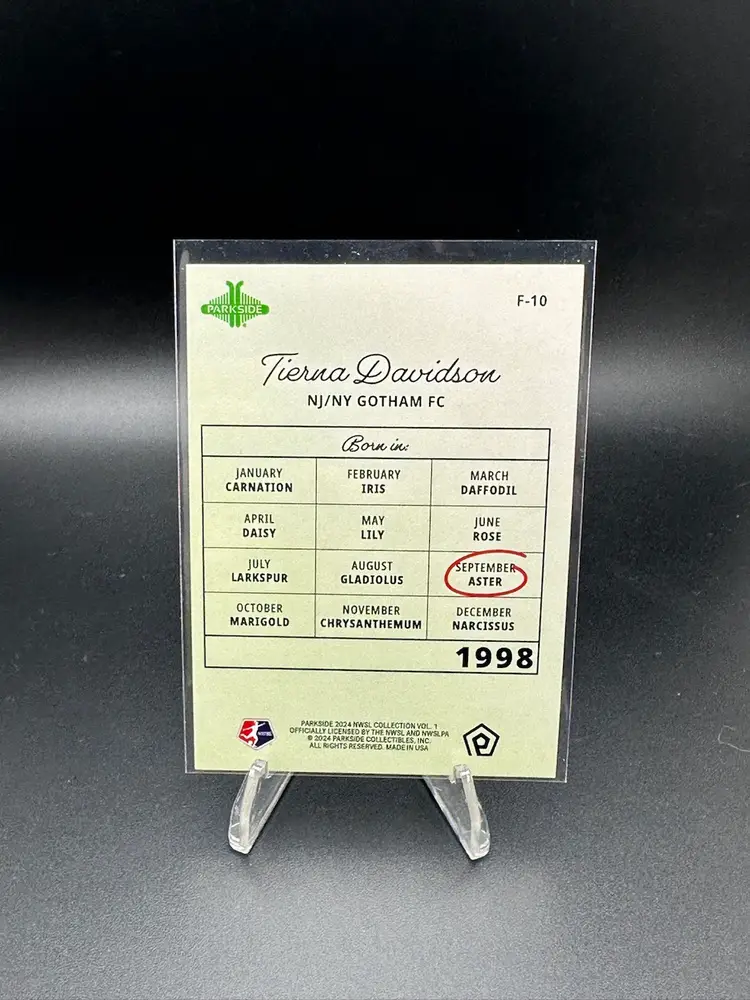 PARKSIDE
F-10
Tierna Davidson
NJ/NY GOTHAM FC
Born in:
JANUARY FEBRUARY MARCH
CARNATION IRIS DAFFODIL
APRIL MAY JUNE
DAISY LILY ROSE
JULY AUGUST SEPTEMBER
LARKSPUR GLADIOLUS ASTER
OCTOBER NOVEMBER DECEMBER
MARIGOLD CHRYSANTHEMUM NARCISSUS
1998
PARKSIDE 2024 NWSL COLLECTION VOL. 1
OFFICIALLY LICENSED BY THE NWSL AND NWSLPA
© 2024 PARKSIDE COLLECTIBLES, INC.
ALL RIGHTS RESERVED. MADE IN USA